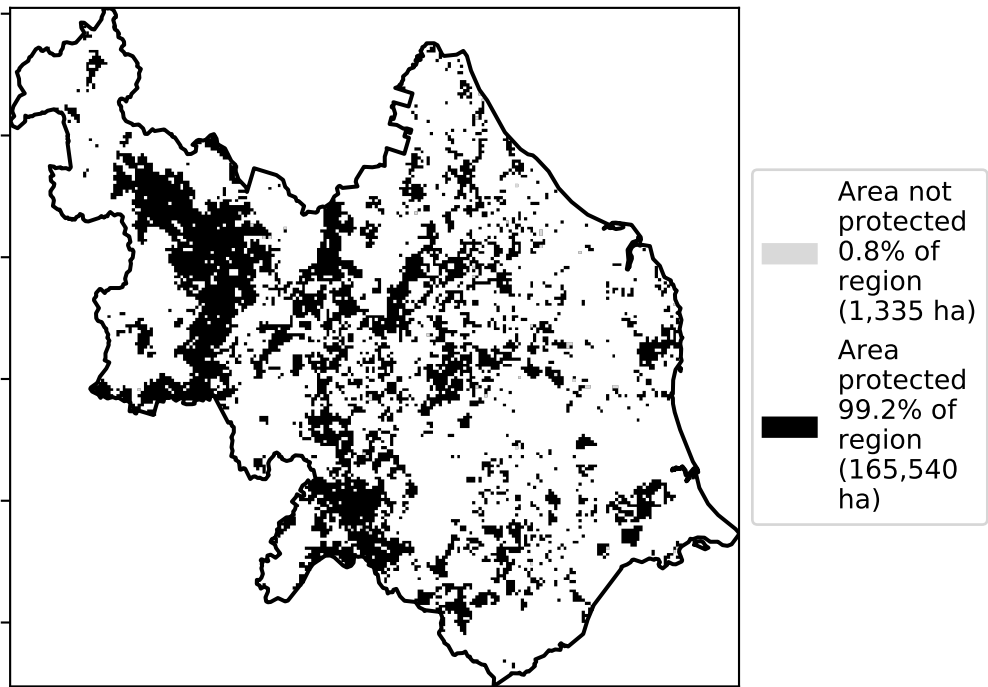 Area not
protected
0.8% of
region
(1,335 ha)
Area
protected
99.2% of
region
(165,540
ha)